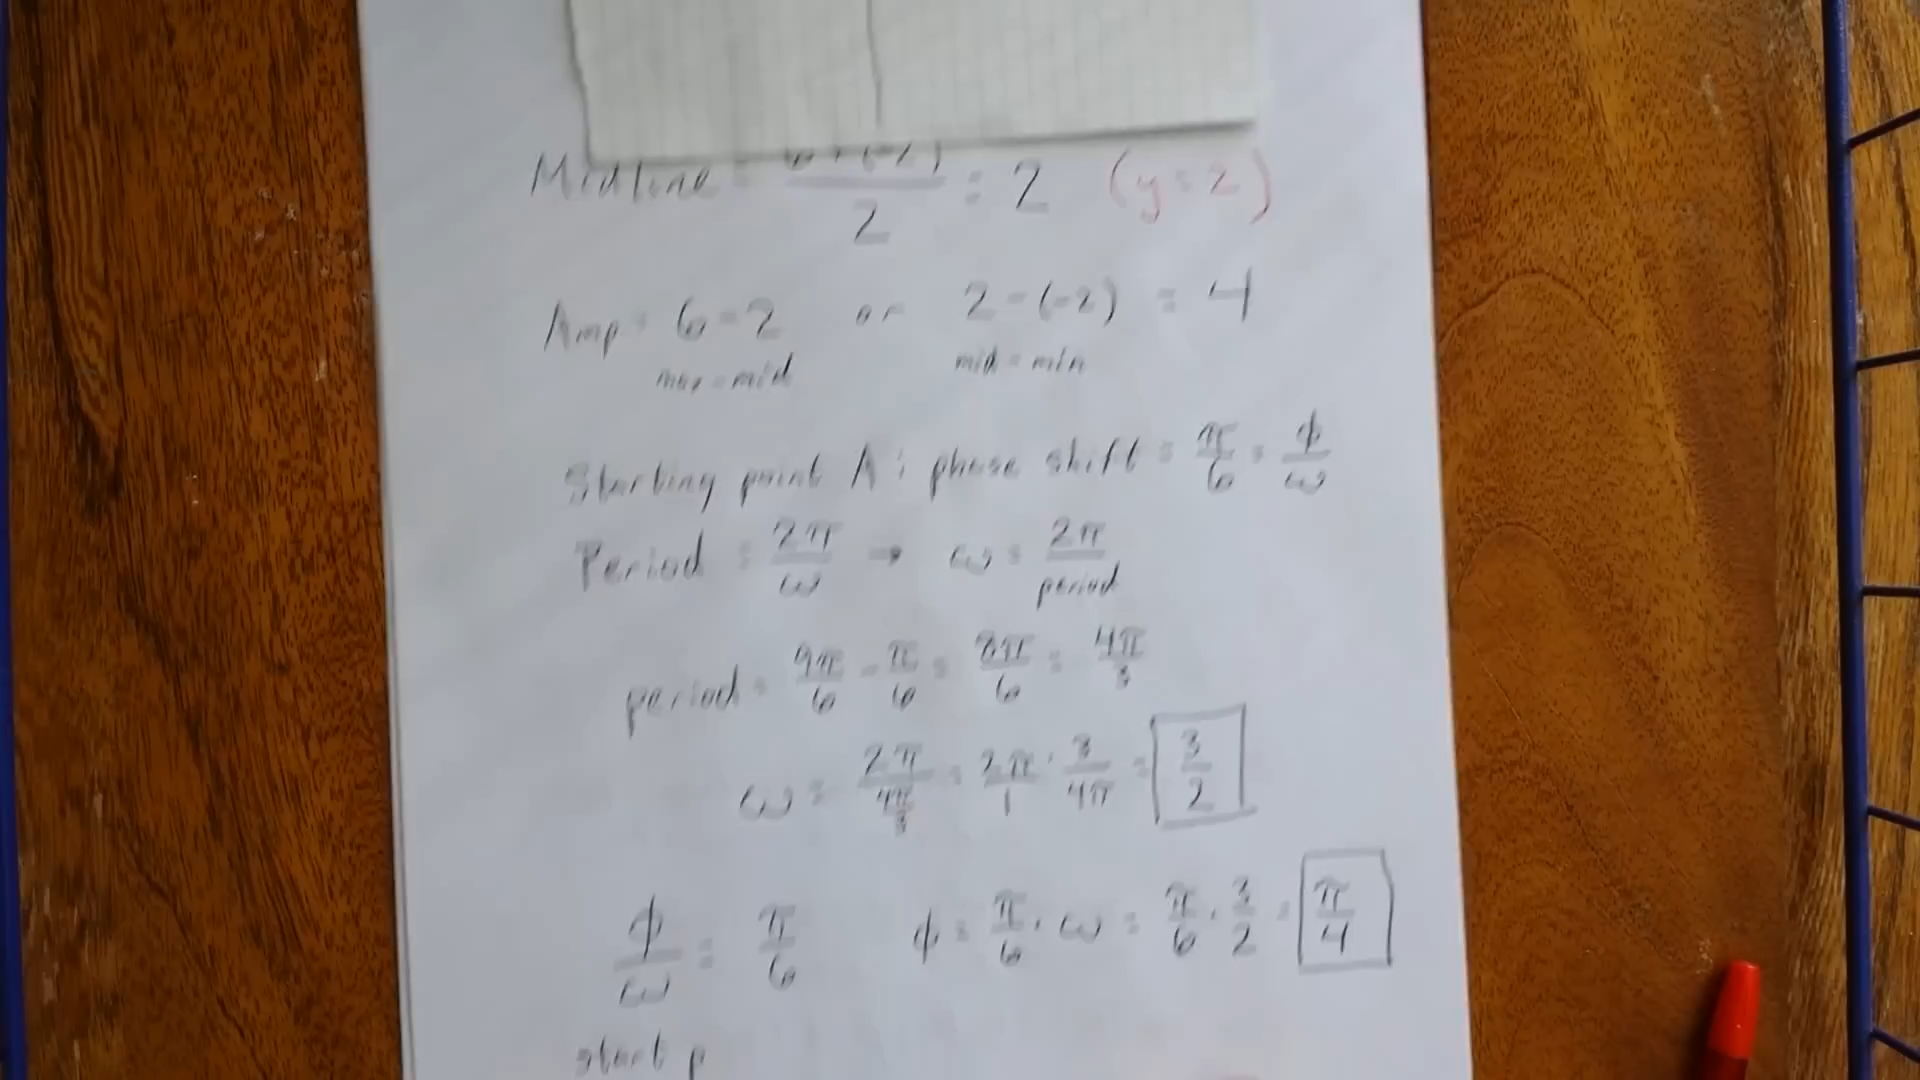 Midline = 6+(-2)/2 = 2 (y=2)
Amp = 6-2 or 2-(-2) = 4
max-mid mid-min
Starting point A: phase shift = π/6 = ϕ/ω
Period = 2π/ω → ω = 2π/period
period = 9π/6 - π/6 = 8π/6 = 4π/3
ω = 2π/(4π/3) = 2π/1 · 3/4π = 3/2
ϕ/ω = π/6 ϕ = π/6 · ω = π/6 · 3/2 = π/4
start p